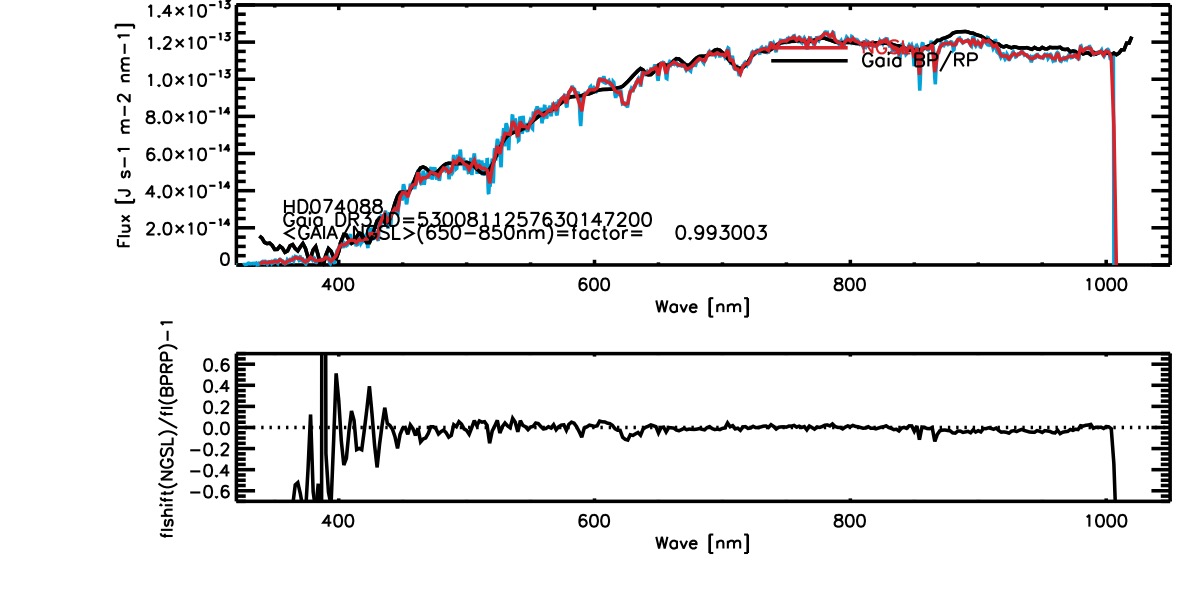 1.4×10−13
1.2×10−13
1.0×10−13
8.0×10−14
6.0×10−14
4.0×10−14
2.0×10−14
0
Flux [J s−1 m−2 nm−1]
NGSL
Gaia BP/RP
HD074088
Gaia DR3 ID=5300811257630147200
<GAIA/NGSL>(650−850nm)=factor= 0.993003
400 600 800 1000
Wave [nm]
0.6
0.4
0.2
0.0
−0.2
−0.4
−0.6
flshift(NGSL)/fl(BPRP)−1
400 600 800 1000
Wave [nm]